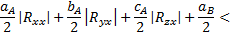 a_A/2 |R_xx| + b_A/2 |R_yx| + c_A/2 |R_zx| + a_B/2 <